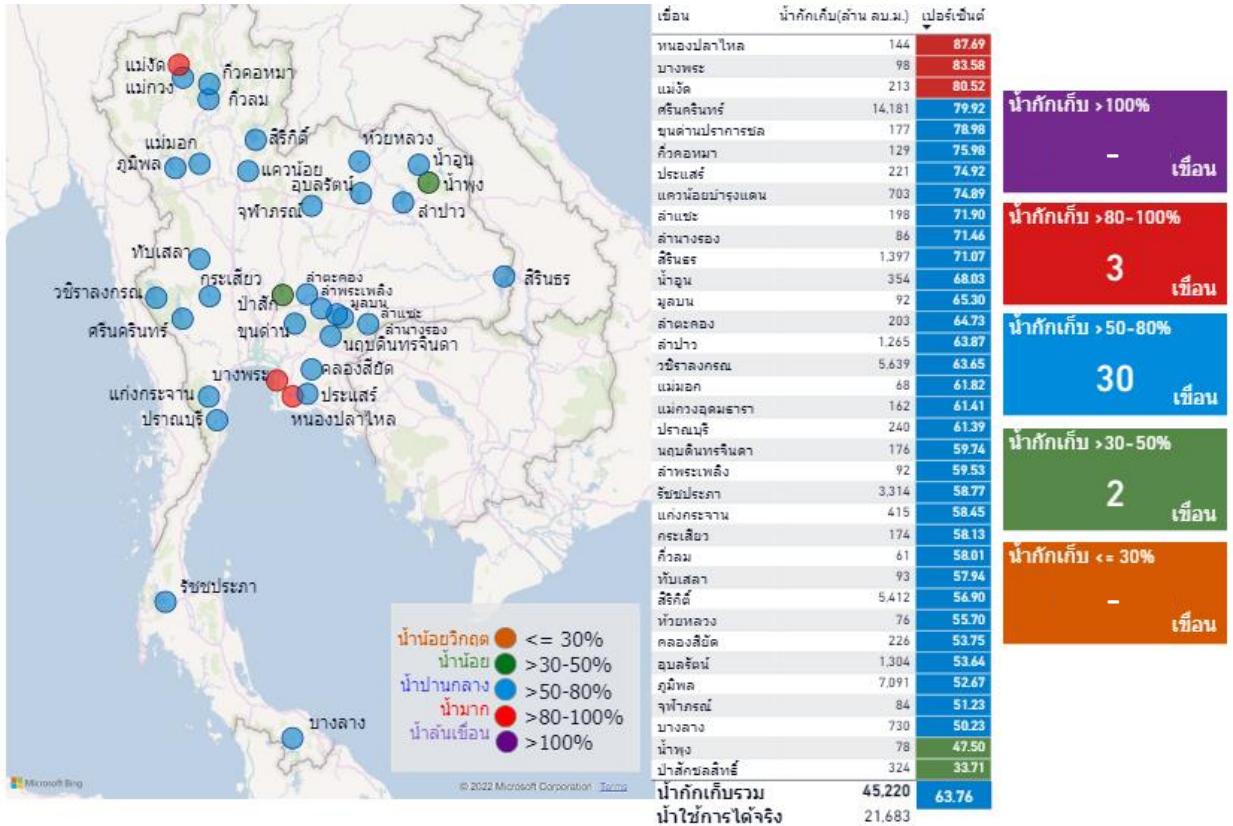 แม่งัด
แม่กวง
กิ่วคอหมา
กิ่วลม
แม่มอก
ภูมิพล
สิริกิติ์
แควน้อย
ห้วยหลวง
น้ำอูน
อุบลรัตน์
น้ำพุง
จุฬาภรณ์
ลำปาว
ทับเสลา
กระเสียว
วชิราลงกรณ
ศรีนครินทร์
ป่าสัก
ลำตะคอง
ลำพระเพลิง
มูลบน
ลำแชะ
ลำนางรอง
ขุนด่าน
นฤบดินทรจินดา
สิรินธร
บางพระ
คลองสียัด
แก่งกระจาน
ประแสร์
ปราณบุรี
หนองปลาไหล
รัชชประภา
บางลาง
น้ำน้อยวิกฤต <= 30%
น้ำน้อย >30-50%
น้ำปานกลาง >50-80%
น้ำมาก >80-100%
น้ำล้นเขื่อน >100%
Microsoft Bing
© 2022 Microsoft Corporation Terms
เขื่อน น้ำกักเก็บ(ล้าน ลบ.ม.) เปอร์เซ็นต์
หนองปลาไหล 144 87.69
บางพระ 98 83.58
แม่งัด 213 80.52
ศรีนครินทร์ 14,181 79.92
ขุนด่านปราการชล 177 78.98
กิ่วคอหมา 129 75.98
ประแสร์ 221 74.92
แควน้อยบำรุงแดน 703 74.89
ลำแชะ 198 71.90
ลำนางรอง 86 71.46
สิรินธร 1,397 71.07
น้ำอูน 354 68.03
มูลบน 92 65.30
ลำตะคอง 203 64.73
ลำปาว 1,265 63.87
วชิราลงกรณ 5,639 63.65
แม่มอก 68 61.82
แม่กวงอุดมธารา 162 61.41
ปราณบุรี 240 61.39
นฤบดินทรจินดา 176 59.74
ลำพระเพลิง 92 59.53
รัชชประภา 3,314 58.77
แก่งกระจาน 415 58.45
กระเสียว 174 58.13
กิ่วลม 61 58.01
ทับเสลา 93 57.94
สิริกิติ์ 5,412 56.90
ห้วยหลวง 76 55.70
คลองสียัด 226 53.75
อุบลรัตน์ 1,304 53.64
ภูมิพล 7,091 52.67
จุฬาภรณ์ 84 51.23
บางลาง 730 50.23
น้ำพุง 78 47.50
ป่าสักชลสิทธิ์ 324 33.71
น้ำกักเก็บรวม 45,220 63.76
น้ำใช้การได้จริง 21,683
น้ำกักเก็บ >100%
-
เขื่อน
น้ำกักเก็บ >80-100%
3
เขื่อน
น้ำกักเก็บ >50-80%
30
เขื่อน
น้ำกักเก็บ >30-50%
2
เขื่อน
น้ำกักเก็บ <= 30%
-
เขื่อน